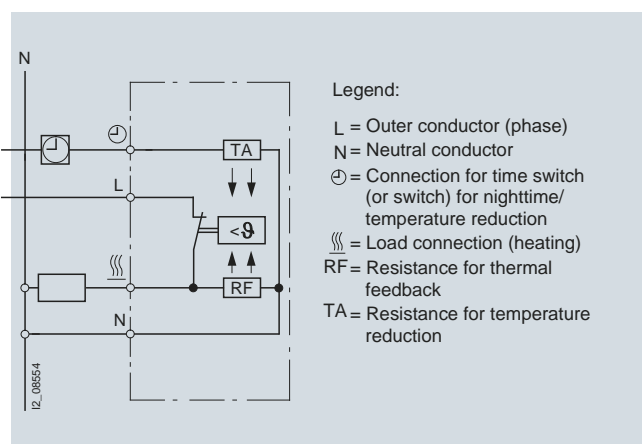 N
TA
L
<ϑ
RF
N
I2_08554
Legend:
L = Outer conductor (phase)
N = Neutral conductor
= Connection for time switch
(or switch) for nighttime/
temperature reduction
= Load connection (heating)
RF = Resistance for thermal
feedback
TA = Resistance for temperature
reduction